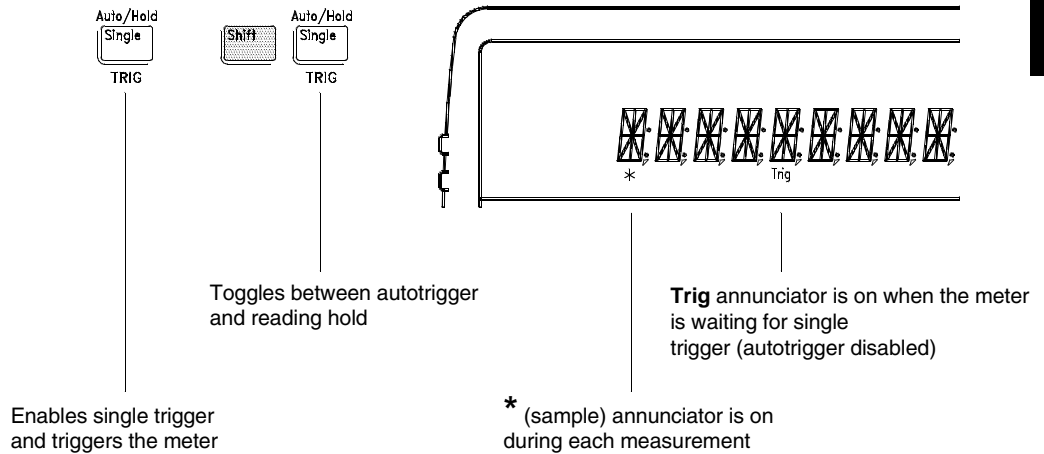 Auto/Hold
Single
TRIG
Shift
Auto/Hold
Single
TRIG
*
Trig
Toggles between autotrigger
and reading hold
Trig annunciator is on when the meter
is waiting for single
trigger (autotrigger disabled)
Enables single trigger
and triggers the meter
* (sample) annunciator is on
during each measurement